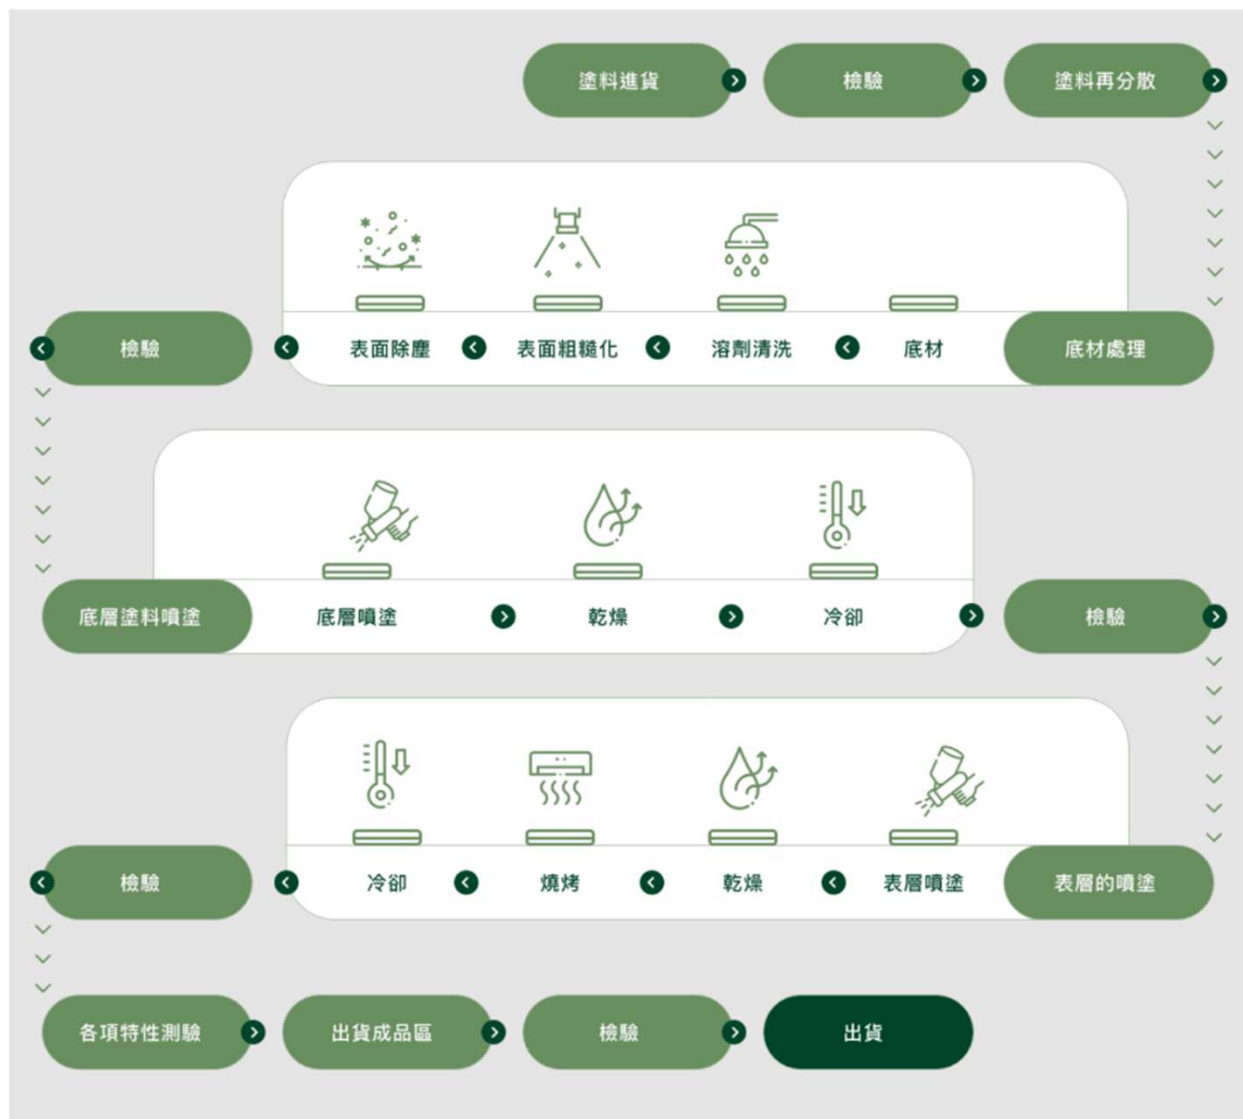 塗料進貨
檢驗
塗料再分散
底材處理
底材
溶劑清洗
表面粗糙化
表面除塵
檢驗
底層塗料噴塗
底層噴塗
乾燥
冷卻
檢驗
表層的噴塗
表層噴塗
乾燥
燒烤
冷卻
檢驗
各項特性測驗
出貨成品區
檢驗
出貨